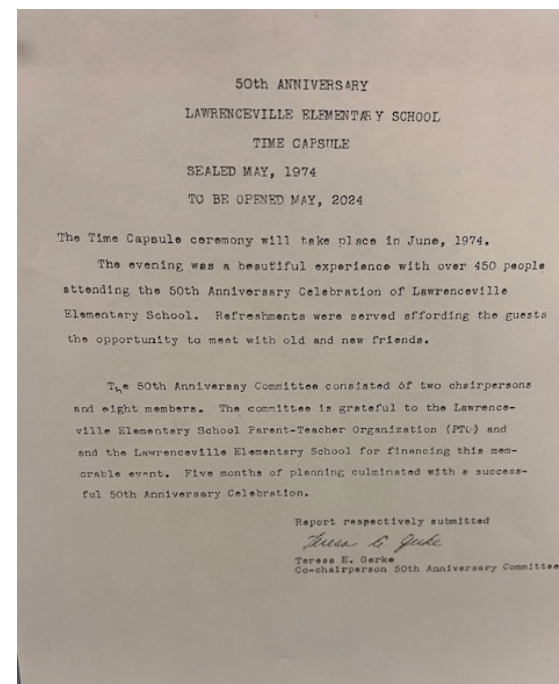 50th ANNIVERSARY
LAWRENCEVILLE ELEMENTARY SCHOOL
TIME CAPSULE
SEALED MAY, 1974
TO BE OPENED MAY, 2024
The Time Capsule ceremony will take place in June, 1974.
The evening was a beautiful experience with over 450 people
attending the 50th Anniversary Celebration of Lawrenceville
Elementary School. Refreshments were served affording the guests
the opportunity to meet with old and new friends.
The 50th Anniversay Committee consisted of two chairpersons
and eight members. The committee is grateful to the Lawrence-
ville Elementary School Parent-Teacher Organization (PTO) and
and the Lawrenceville Elementary School for financing this mem-
orable event. Five months of planning culminated with a success-
ful 50th Anniversary Celebration.
Report respectively submitted
Teresa E. Gerke
Teresa E. Gerke
Co-chairperson 50th Anniversary Committee